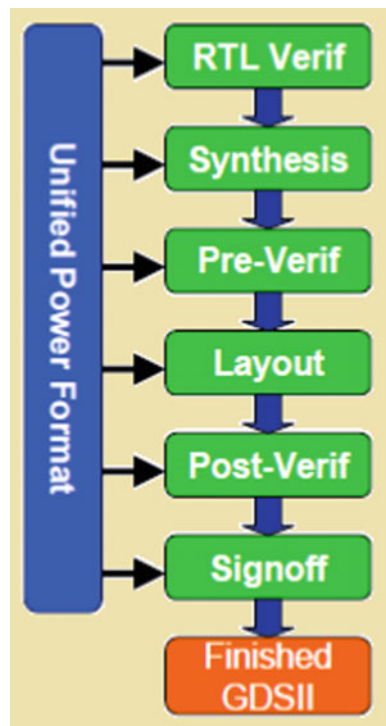 Unified Power Format
RTL Verif
Synthesis
Pre-Verif
Layout
Post-Verif
Signoff
Finished
GDSII